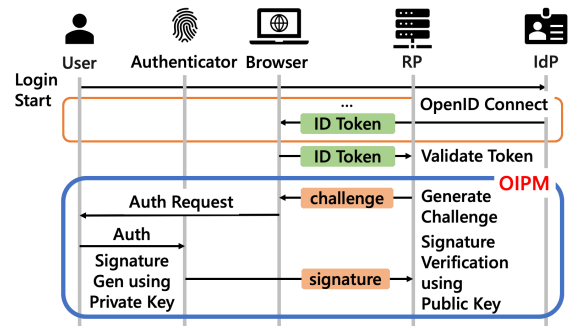 User
Authenticator
Browser
RP
IdP
Login
Start
...
OpenID Connect
ID Token
ID Token
Validate Token
OIPM
challenge
Generate
Challenge
Auth Request
Auth
Signature
Gen using
Private Key
signature
Signature
Verification
using
Public Key